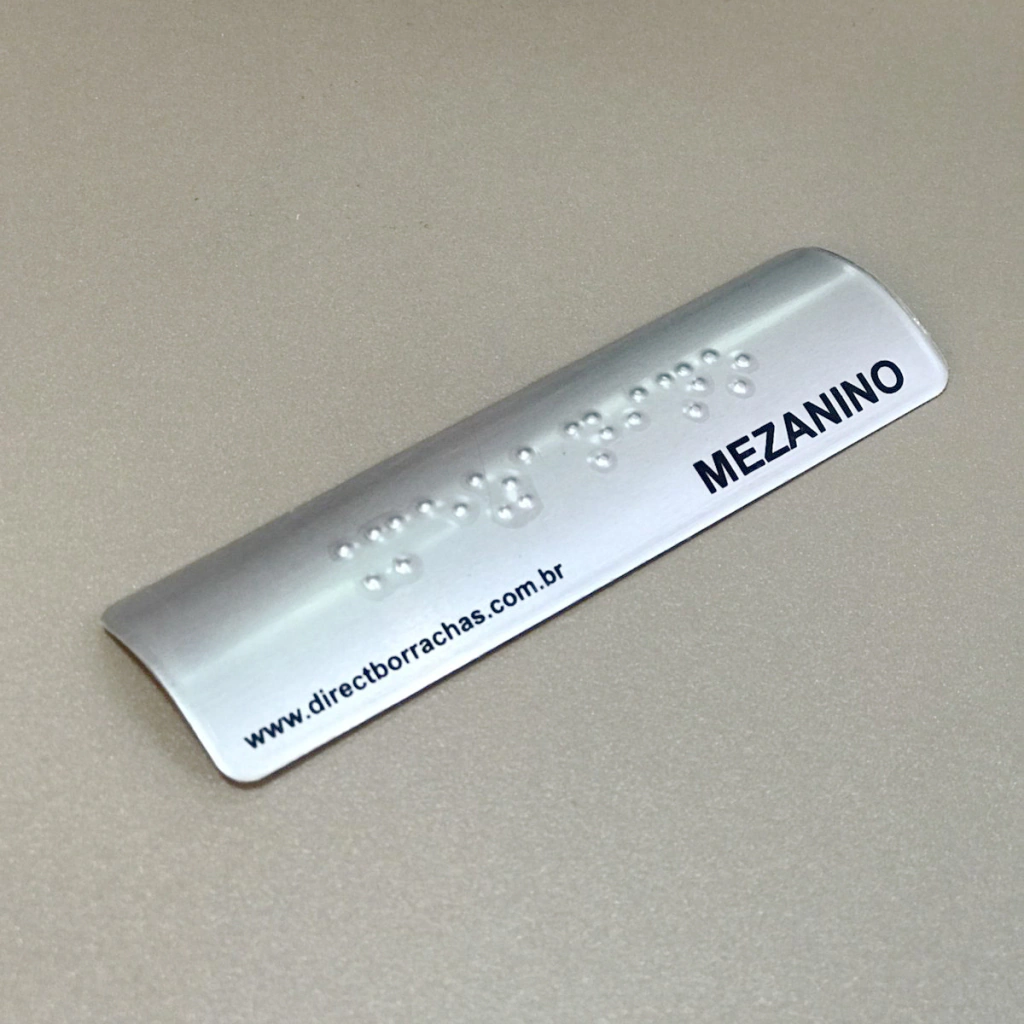 ⠨⠍⠑⠵⠁⠝⠊⠝⠕
MEZANINO
www.directborrachas.com.br